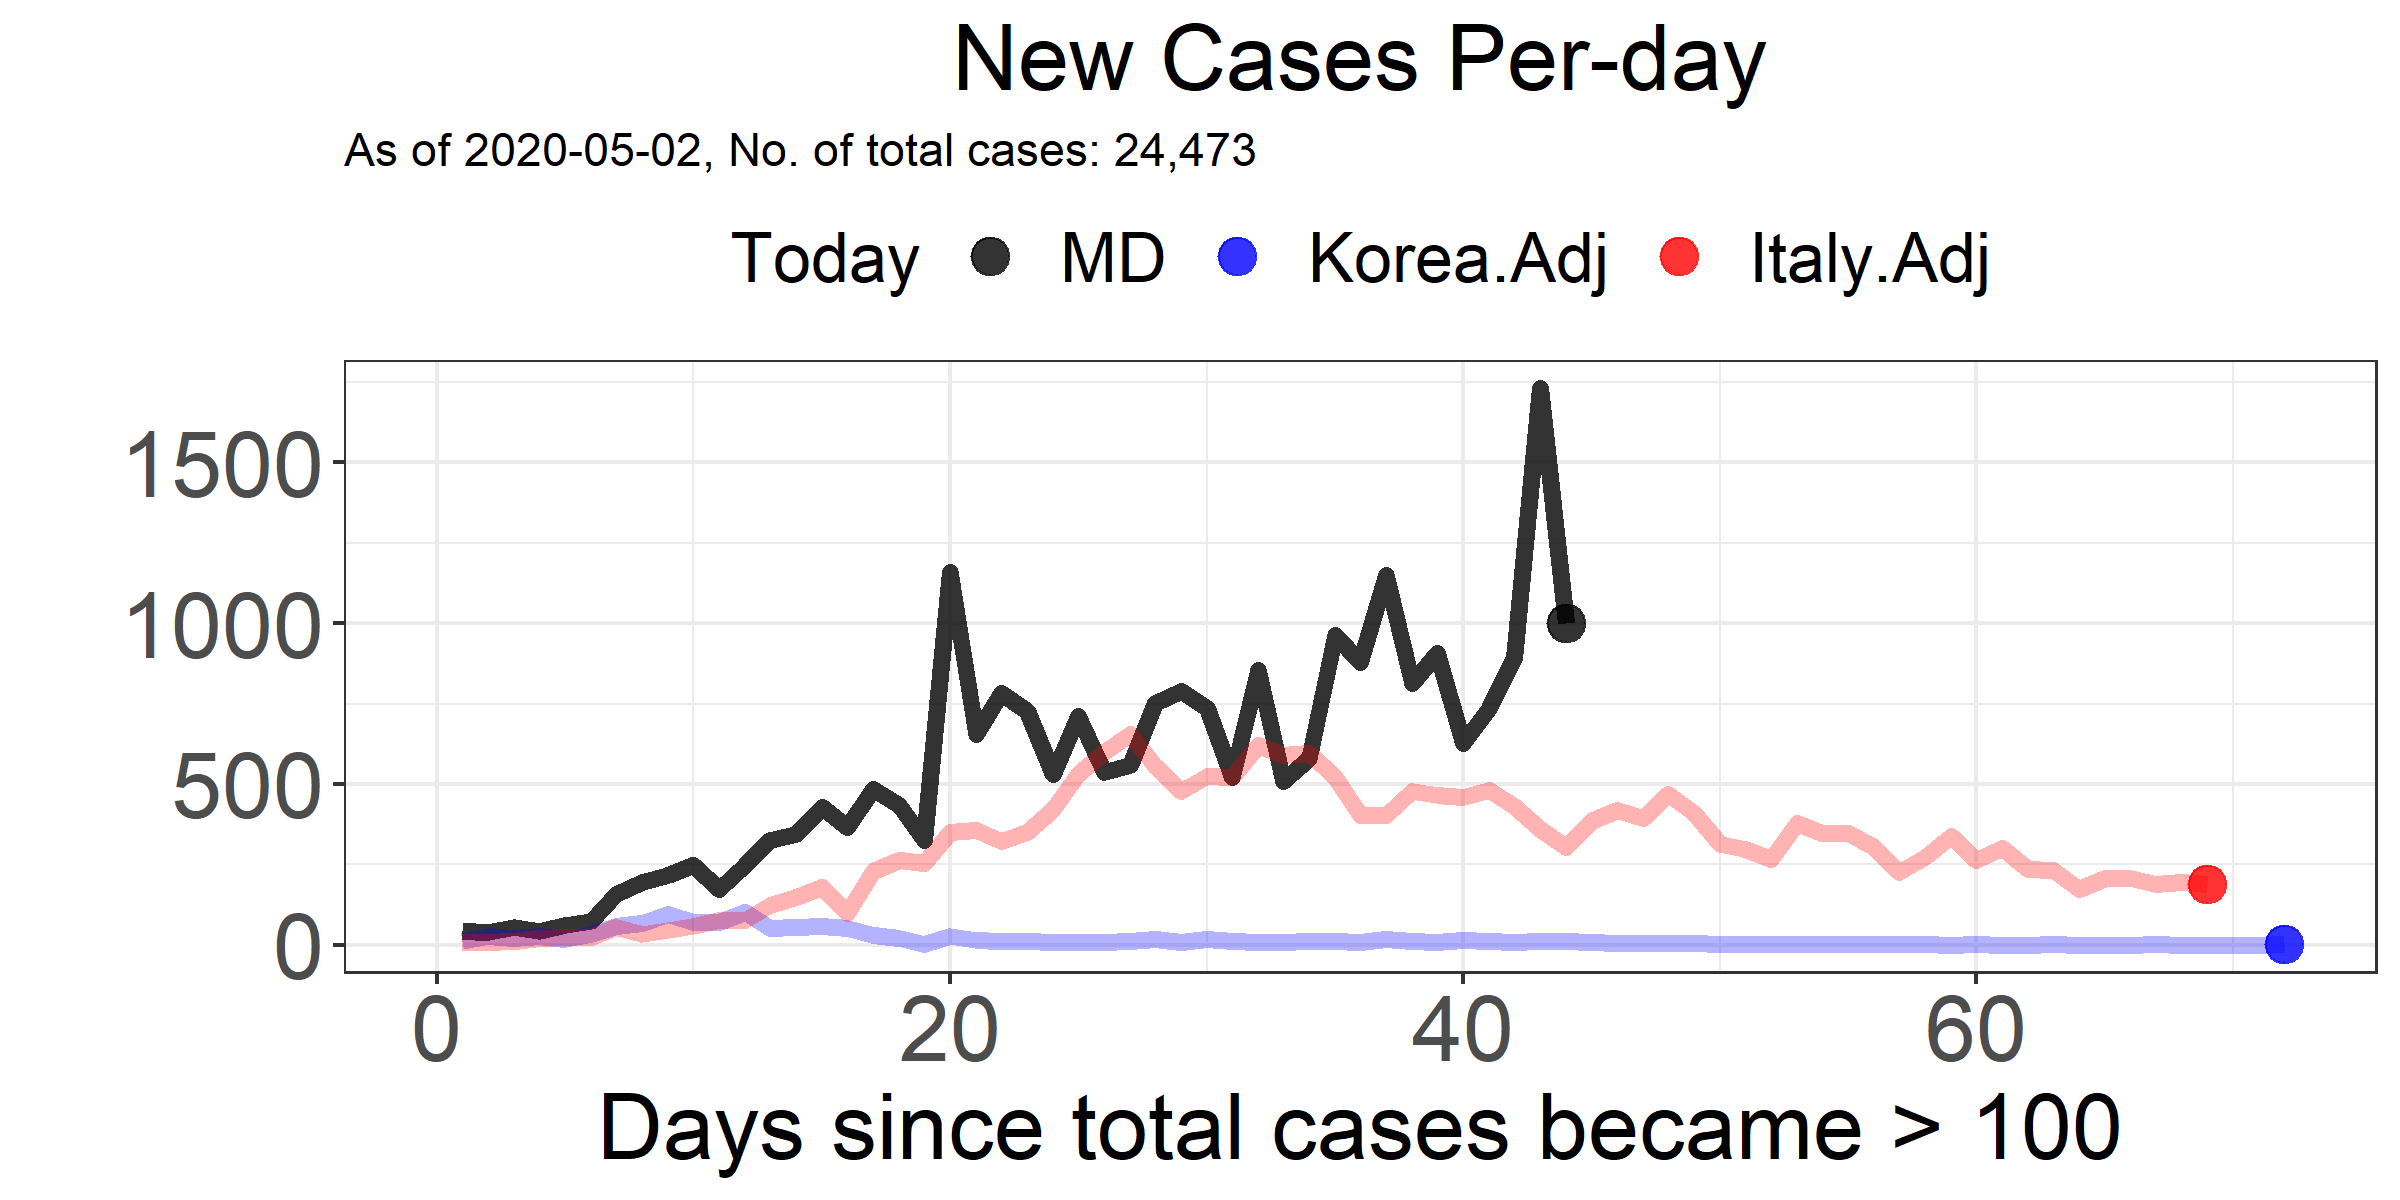 New Cases Per-day
As of 2020-05-02, No. of total cases: 24,473
Today MD Korea.Adj Italy.Adj
1500
1000
500
0
0 20 40 60
Days since total cases became > 100